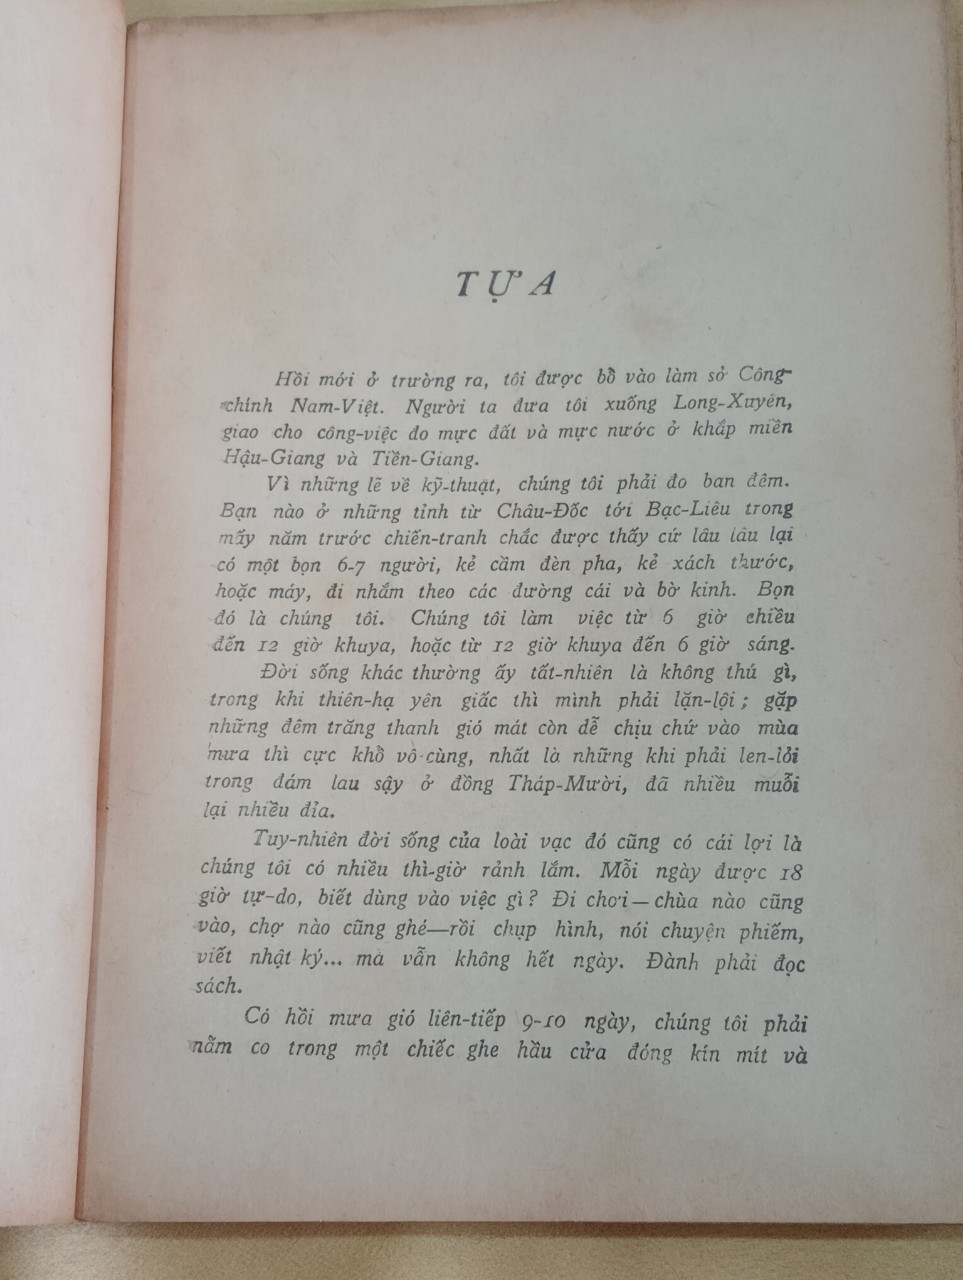 TỰA
Hồi mới ở trường ra, tôi được bổ vào làm sở Công-
chính Nam-Việt. Người ta đưa tôi xuống Long-Xuyên,
giao cho công-việc đo mực đất và mực nước ở khắp miền
Hậu-Giang và Tiền-Giang.
Vì những lẽ về kỹ-thuật, chúng tôi phải đo ban đêm.
Bạn nào ở những tỉnh từ Châu-Đốc tới Bạc-Liêu trong
mấy năm trước chiến-tranh chắc được thấy cứ lâu lâu lại
có một bọn 6-7 người, kẻ cầm đèn pha, kẻ xách thước,
hoặc máy, đi nhắm theo các đường cái và bờ kinh. Bọn
đó là chúng tôi. Chúng tôi làm việc từ 6 giờ chiều
đến 12 giờ khuya, hoặc từ 12 giờ khuya đến 6 giờ sáng.
Đời sống khác thường ấy tất-nhiên là không thú gì,
trong khi thiên-hạ yên giấc thì mình phải lặn-lội ; gặp
những đêm trăng thanh gió mát còn dễ chịu chứ vào mùa
mưa thì cực khổ vô-cùng, nhất là những khi phải len-lỏi
trong đám lau sậy ở đồng Tháp-Mười, đã nhiều muỗi
lại nhiều đỉa.
Tuy-nhiên đời sống của loài vạc đó cũng có cái lợi là
chúng tôi có nhiều thì-giờ rảnh lắm. Mỗi ngày được 18
giờ tự-do, biết dùng vào việc gì ? Đi chơi — chùa nào cũng
vào, chợ nào cũng ghé — rồi chụp hình, nói chuyện phiếm,
viết nhật ký... mà vẫn không hết ngày. Đành phải đọc
sách.
Có hồi mưa gió liên-tiếp 9-10 ngày, chúng tôi phải
nằm co trong một chiếc ghe hầu cửa đóng kín mít và